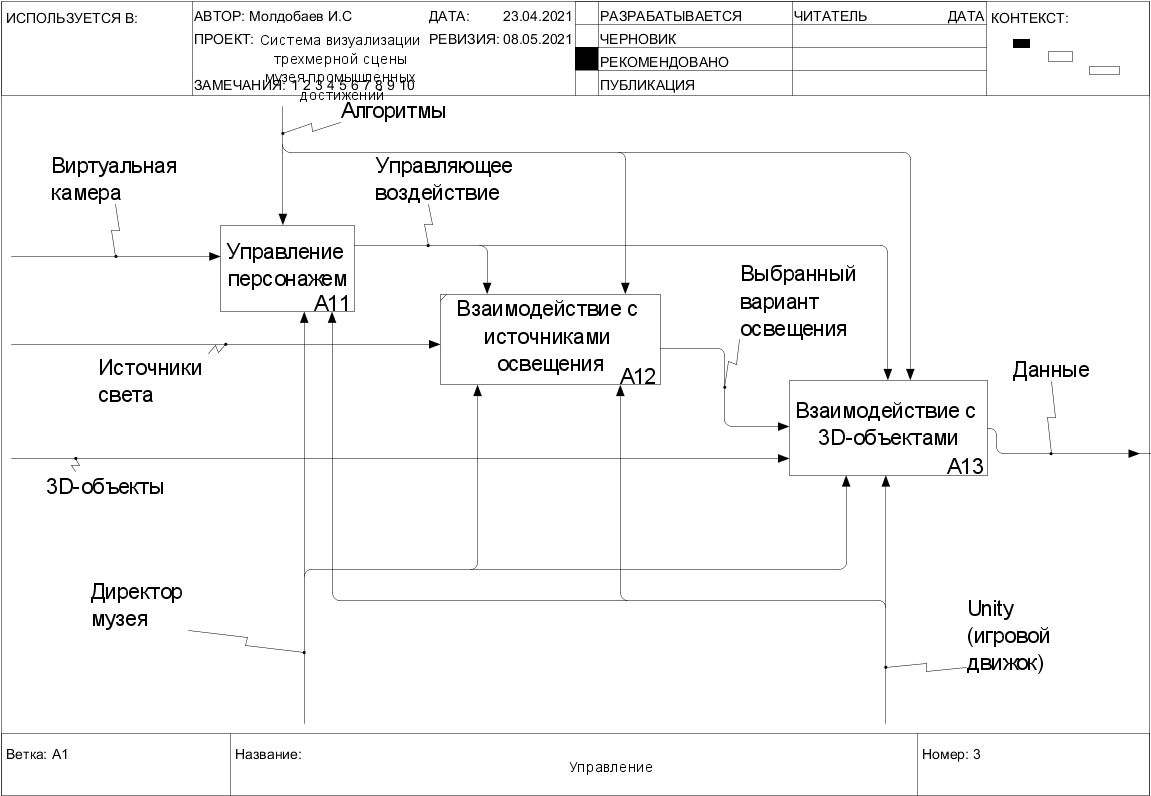 ИСПОЛЬЗУЕТСЯ В:
АВТОР: Молдобаев И.С
ДАТА: 23.04.2021
РАЗРАБАТЫВАЕТСЯ
ЧИТАТЕЛЬ
ДАТА
КОНТЕКСТ:
ПРОЕКТ: Система визуализации
трехмерной сцены
музея промышленных
достижений
РЕВИЗИЯ: 08.05.2021
ЧЕРНОВИК
РЕКОМЕНДОВАНО
ЗАМЕЧАНИЯ: 1 2 3 4 5 6 7 8 9 10
ПУБЛИКАЦИЯ
Алгоритмы
Виртуальная
камера
Управляющее
воздействие
Управление
персонажем
A11
Выбранный
вариант
освещения
Взаимодействие с
источниками
освещения
A12
Источники
света
Данные
Взаимодействие с
3D-объектами
A13
3D-объекты
Директор
музея
Unity
(игровой
движок)
Ветка: A1
Название:
Управление
Номер: 3